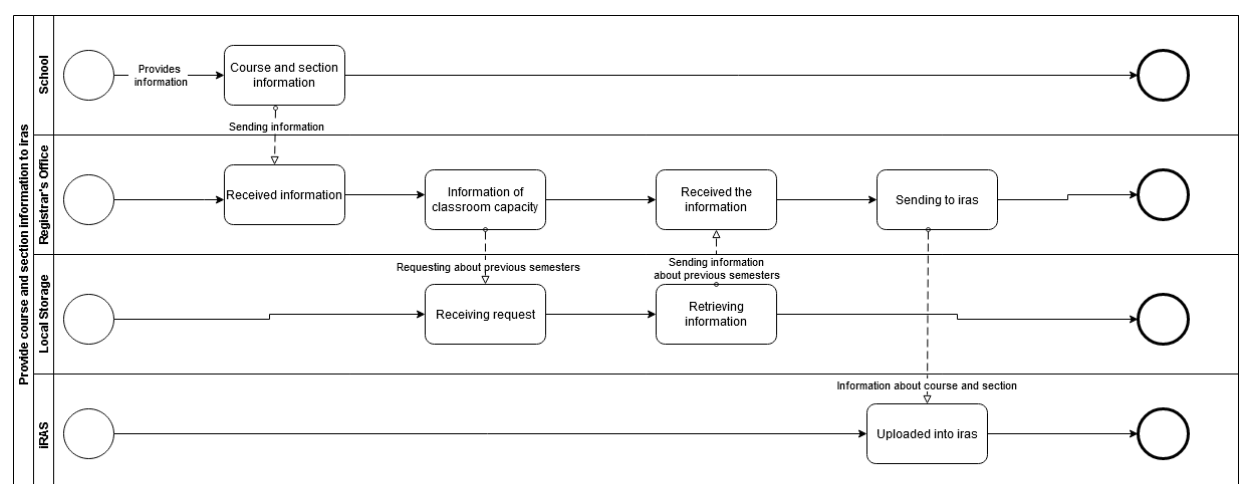 Provide course and section information to iras
School
Provides
information
Course and section
information
Sending information
Registrar's Office
Received information
Information of
classroom capacity
Received the
information
Sending to iras
Requesting about previous semesters
Sending information
about previous semesters
Local Storage
Receiving request
Retrieving
information
Information about course and section
iRAS
Uploaded into iras